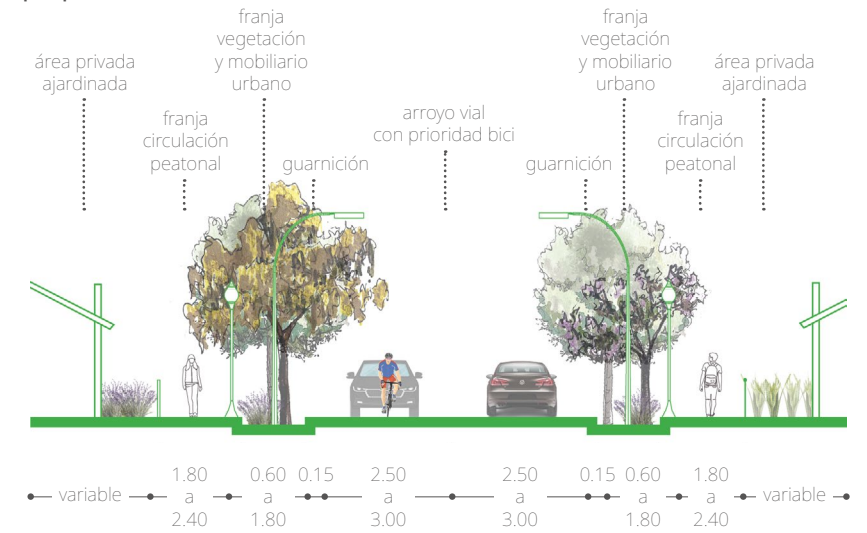 franja
vegetación
y mobiliario
urbano
franja
vegetación
y mobiliario
urbano
área privada
ajardinada
área privada
ajardinada
arroyo vial
con prioridad bici
franja
circulación
peatonal
franja
circulación
peatonal
guarnición
guarnición
1.80 0.60 0.15 2.50 2.50 0.15 0.60 1.80
variable a a a a a a variable
2.40 1.80 3.00 3.00 1.80 2.40